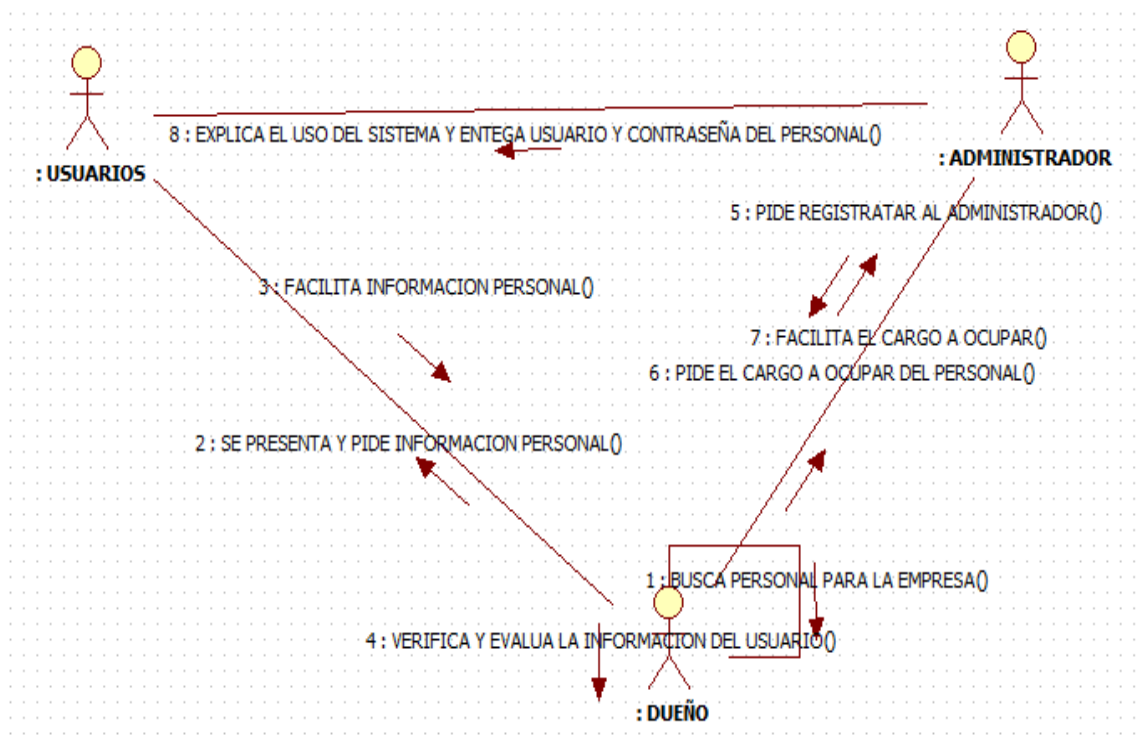 8 : EXPLICA EL USO DEL SISTEMA Y ENTEGA USUARIO Y CONTRASEÑA DEL PERSONAL()
: USUARIOS
: ADMINISTRADOR
5 : PIDE REGISTRATAR AL ADMINISTRADOR()
3 : FACILITA INFORMACION PERSONAL()
7 : FACILITA EL CARGO A OCUPAR()
6 : PIDE EL CARGO A OCUPAR DEL PERSONAL()
2 : SE PRESENTA Y PIDE INFORMACION PERSONAL()
1 : BUSCA PERSONAL PARA LA EMPRESA()
4 : VERIFICA Y EVALUA LA INFORMACION DEL USUARIO()
: DUEÑO